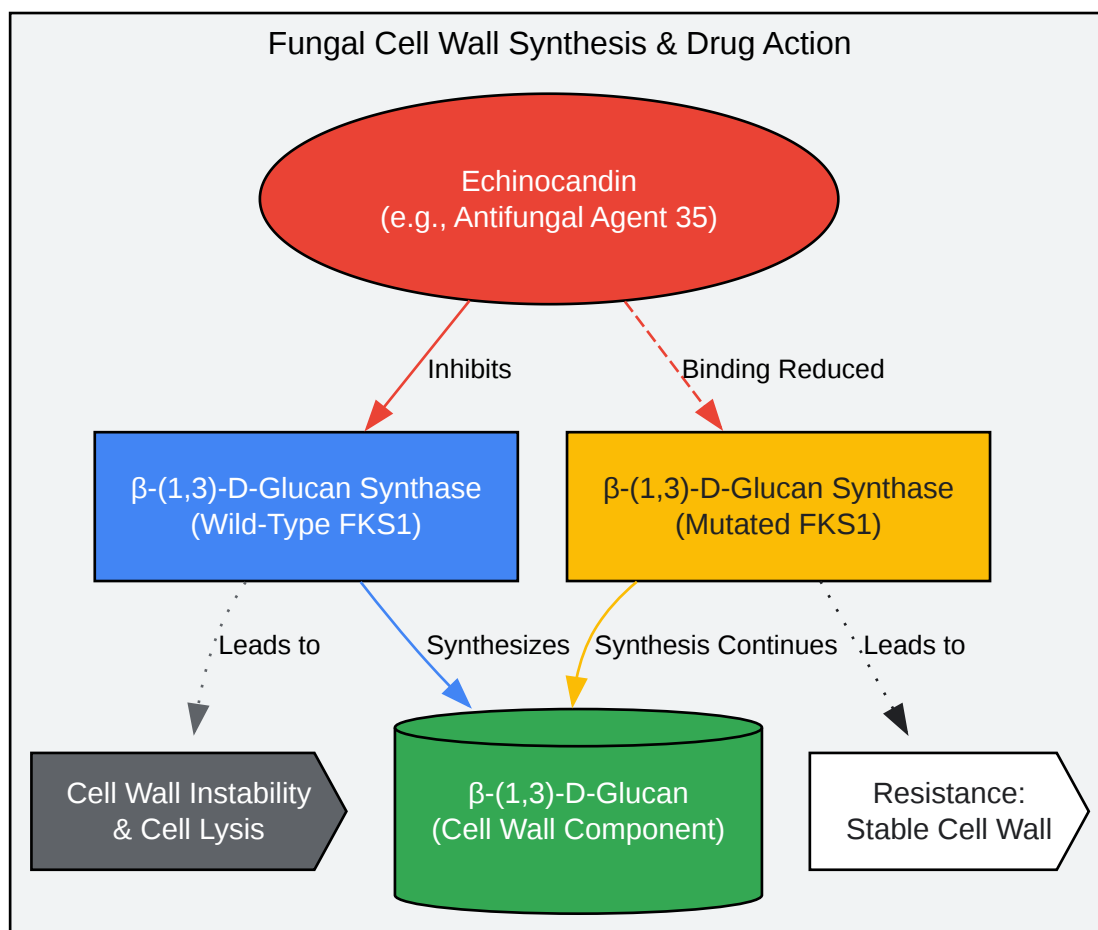 Fungal Cell Wall Synthesis & Drug Action
Echinocandin
(e.g., Antifungal Agent 35)
Inhibits
Binding Reduced
β-(1,3)-D-Glucan Synthase
(Wild-Type FKS1)
β-(1,3)-D-Glucan Synthase
(Mutated FKS1)
Leads to
Synthesizes
Synthesis Continues
Leads to
Cell Wall Instability
& Cell Lysis
β-(1,3)-D-Glucan
(Cell Wall Component)
Resistance:
Stable Cell Wall